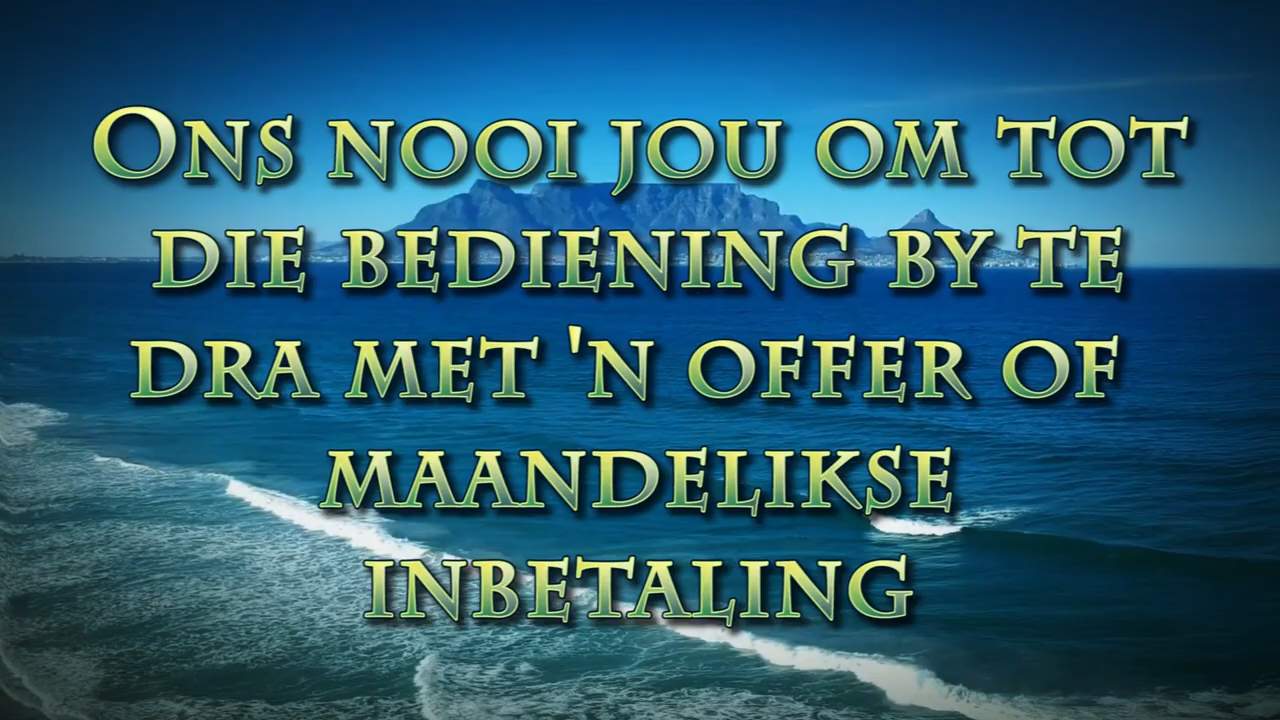 Ons nooi jou om tot
die bediening by te
dra met 'n offer of
maandelikse
inbetaling